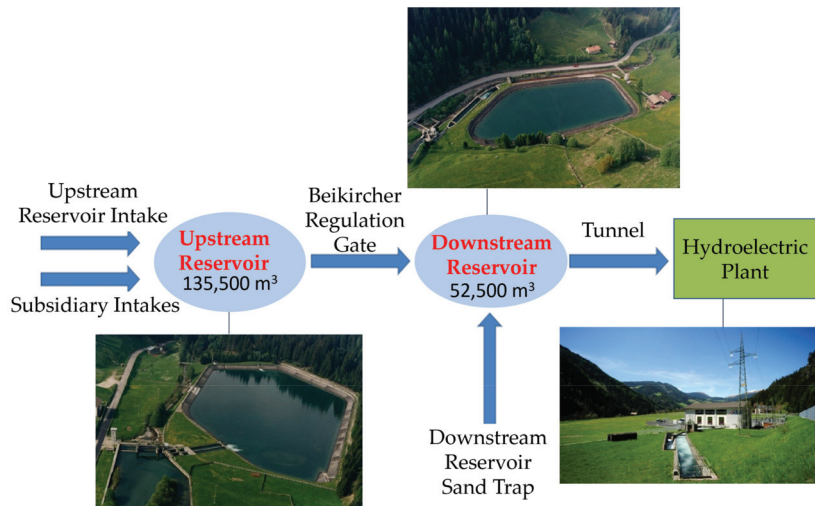 Upstream
Reservoir Intake
Subsidiary Intakes
Upstream
Reservoir
135,500 m³
Beikircher
Regulation
Gate
Downstream
Reservoir
52,500 m³
Tunnel
Hydroelectric
Plant
Downstream
Reservoir
Sand Trap